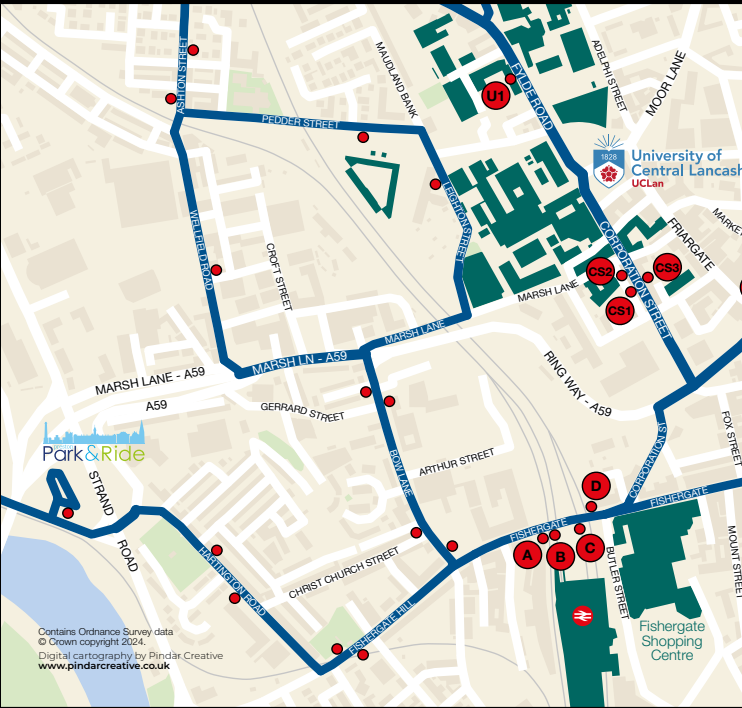 ASHTON STREET
MAUDLAND BANK
FYLDE ROAD
ADELPHI STREET
MOOR LANE
U1
PEDDER STREET
1828
University of
Central Lancash
UCLan
LEIGHTON STREET
WELLFIELD ROAD
CROFT STREET
MARSH LANE
CORPORATION STREET
FRIARGATE
MARKE
CS2
CS3
CS1
MARSH LANE
MARSH LN - A59
MARSH LANE - A59
A59
RING WAY - A59
GERRARD STREET
BOW LANE
ARTHUR STREET
CORPORATION ST
FOX STREET
Park&Ride
STRAND
ROAD
D
FISHERGATE
FISHERGATE
A
B
C
BUTLER STREET
MOUNT STREET
HARTINGTON ROAD
CHRIST CHURCH STREET
FISHERGATE HILL
Fishergate
Shopping
Centre
Contains Ordnance Survey data
© Crown copyright 2024.
Digital cartography by Pindar Creative
www.pindarcreative.co.uk